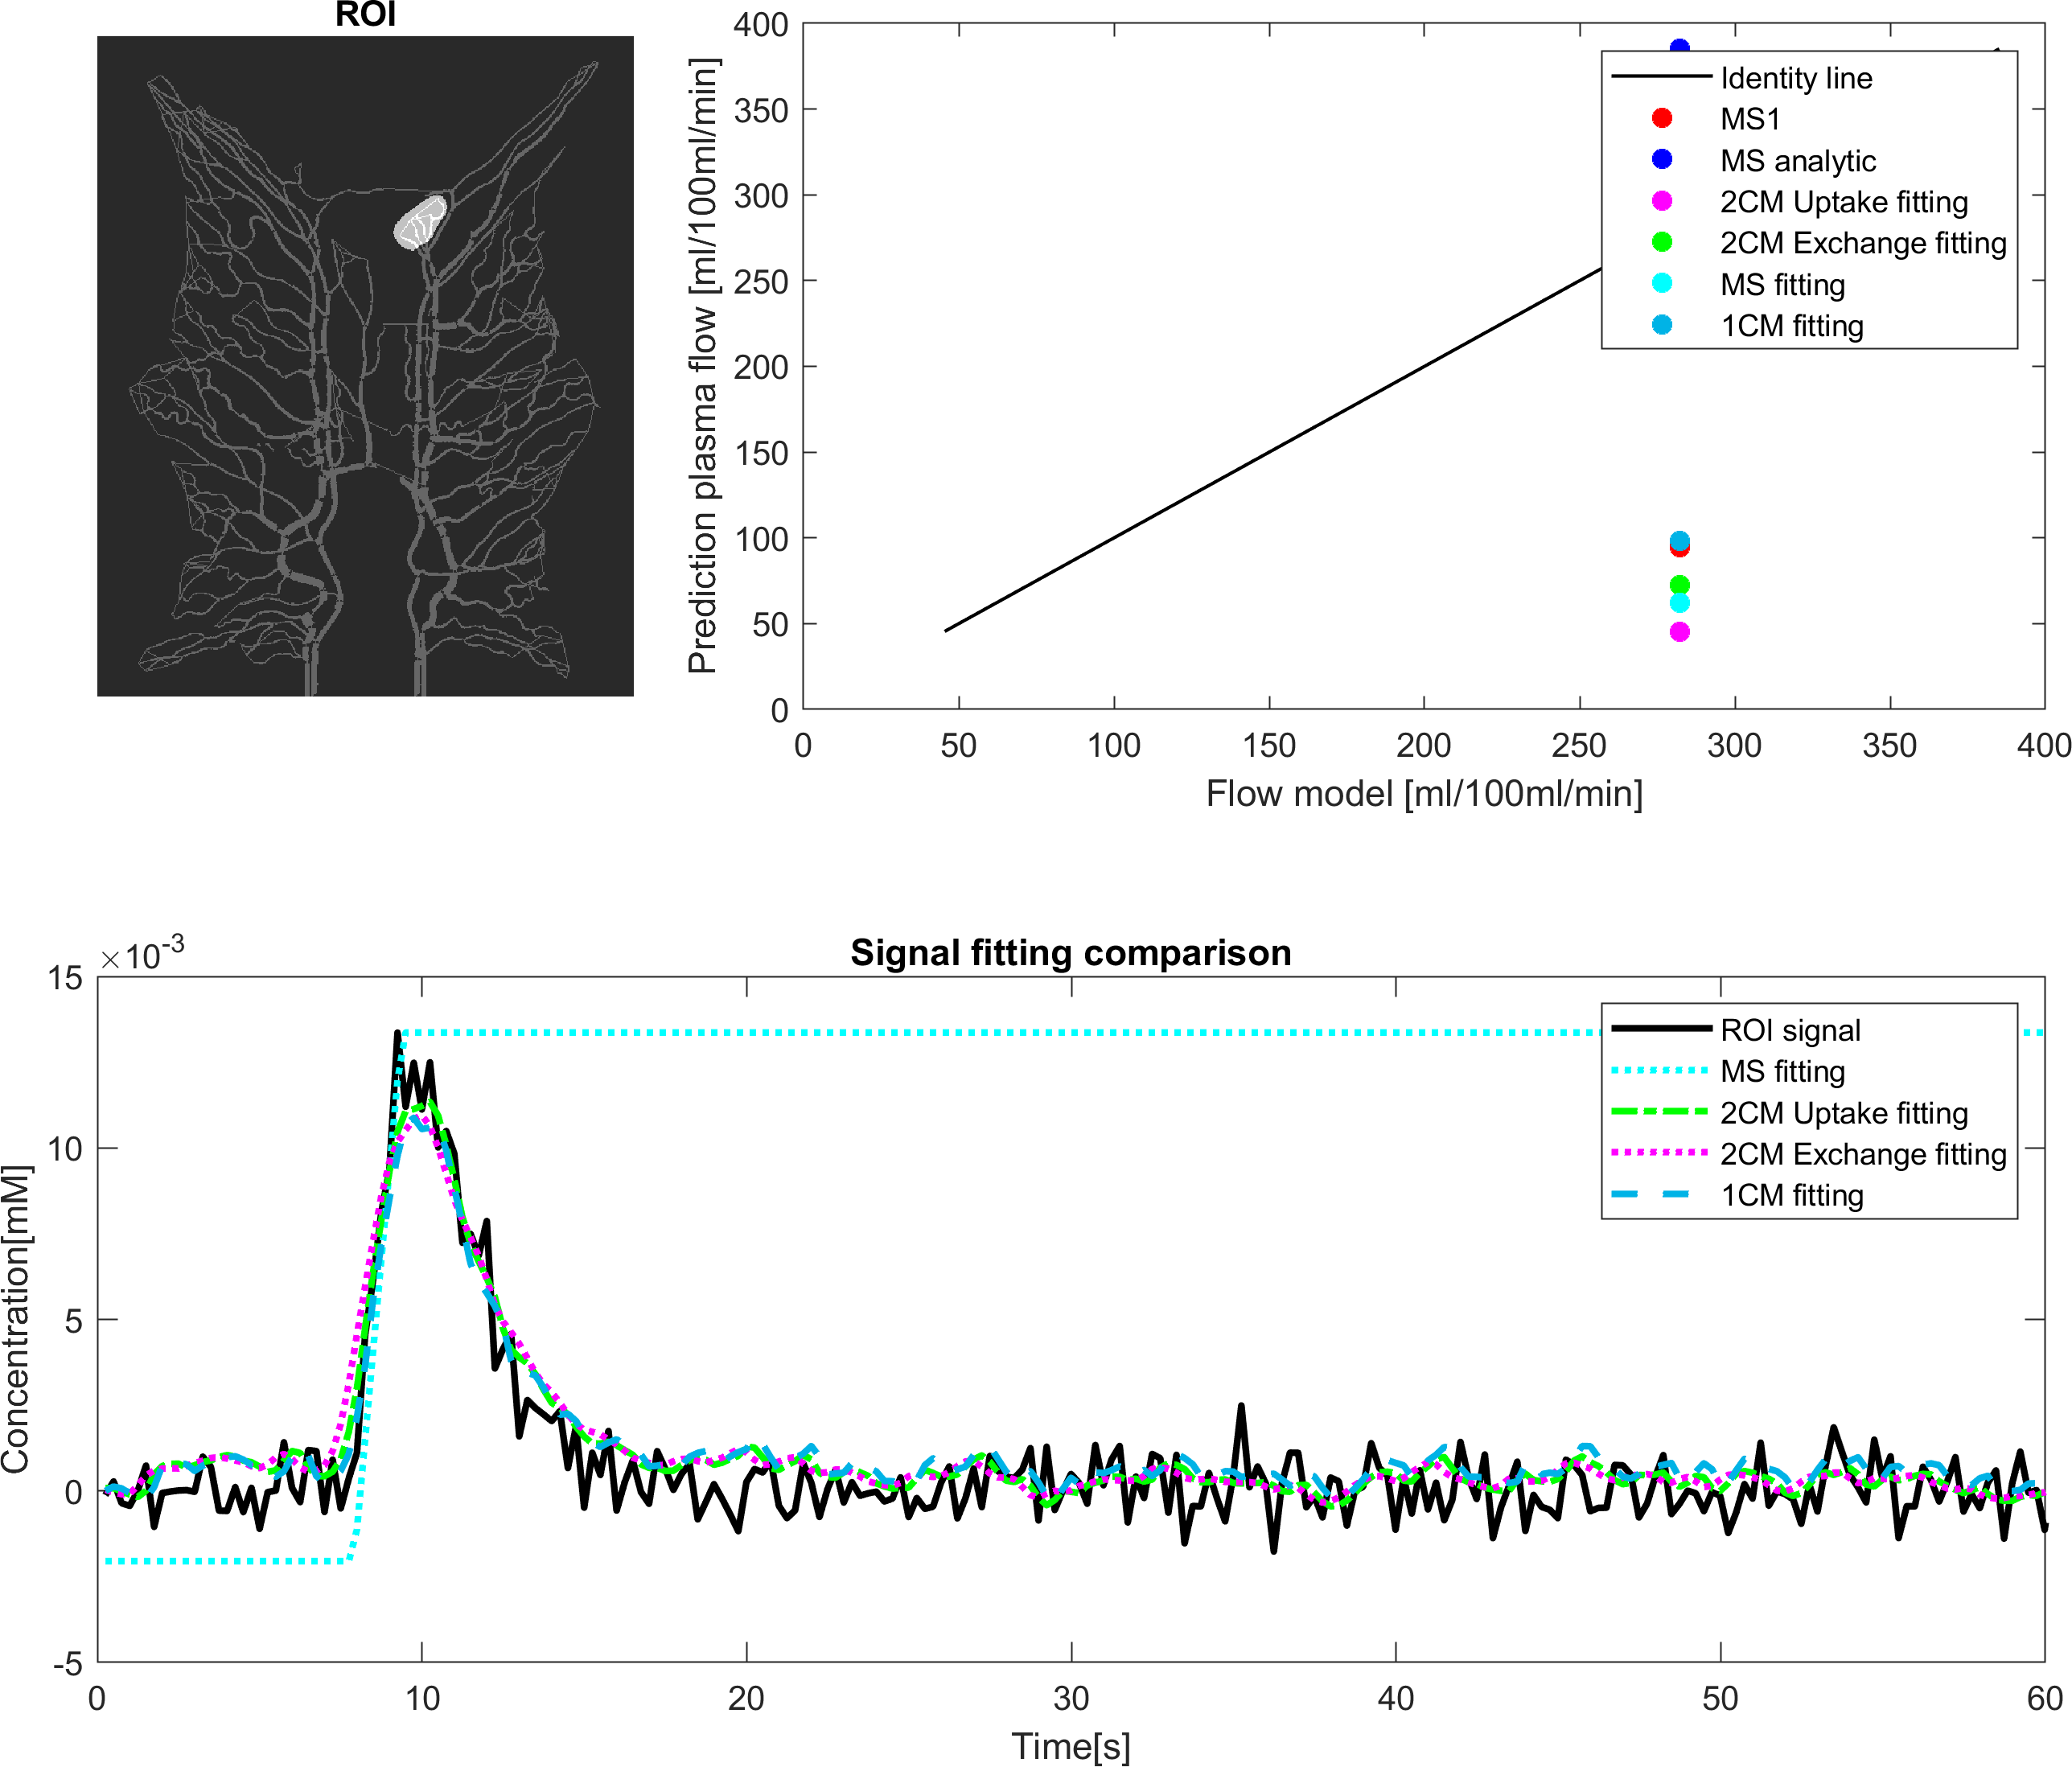 ROI
400
350
300
250
200
150
100
50
0
Prediction plasma flow [ml/100ml/min]
Identity line
MS1
MS analytic
2CM Uptake fitting
2CM Exchange fitting
MS fitting
1CM fitting
0 50 100 150 200 250 300 350 400
Flow model [ml/100ml/min]
Signal fitting comparison
×10-3
15
10
5
0
-5
Concentration[mM]
ROI signal
MS fitting
2CM Uptake fitting
2CM Exchange fitting
1CM fitting
0 10 20 30 40 50 60
Time[s]